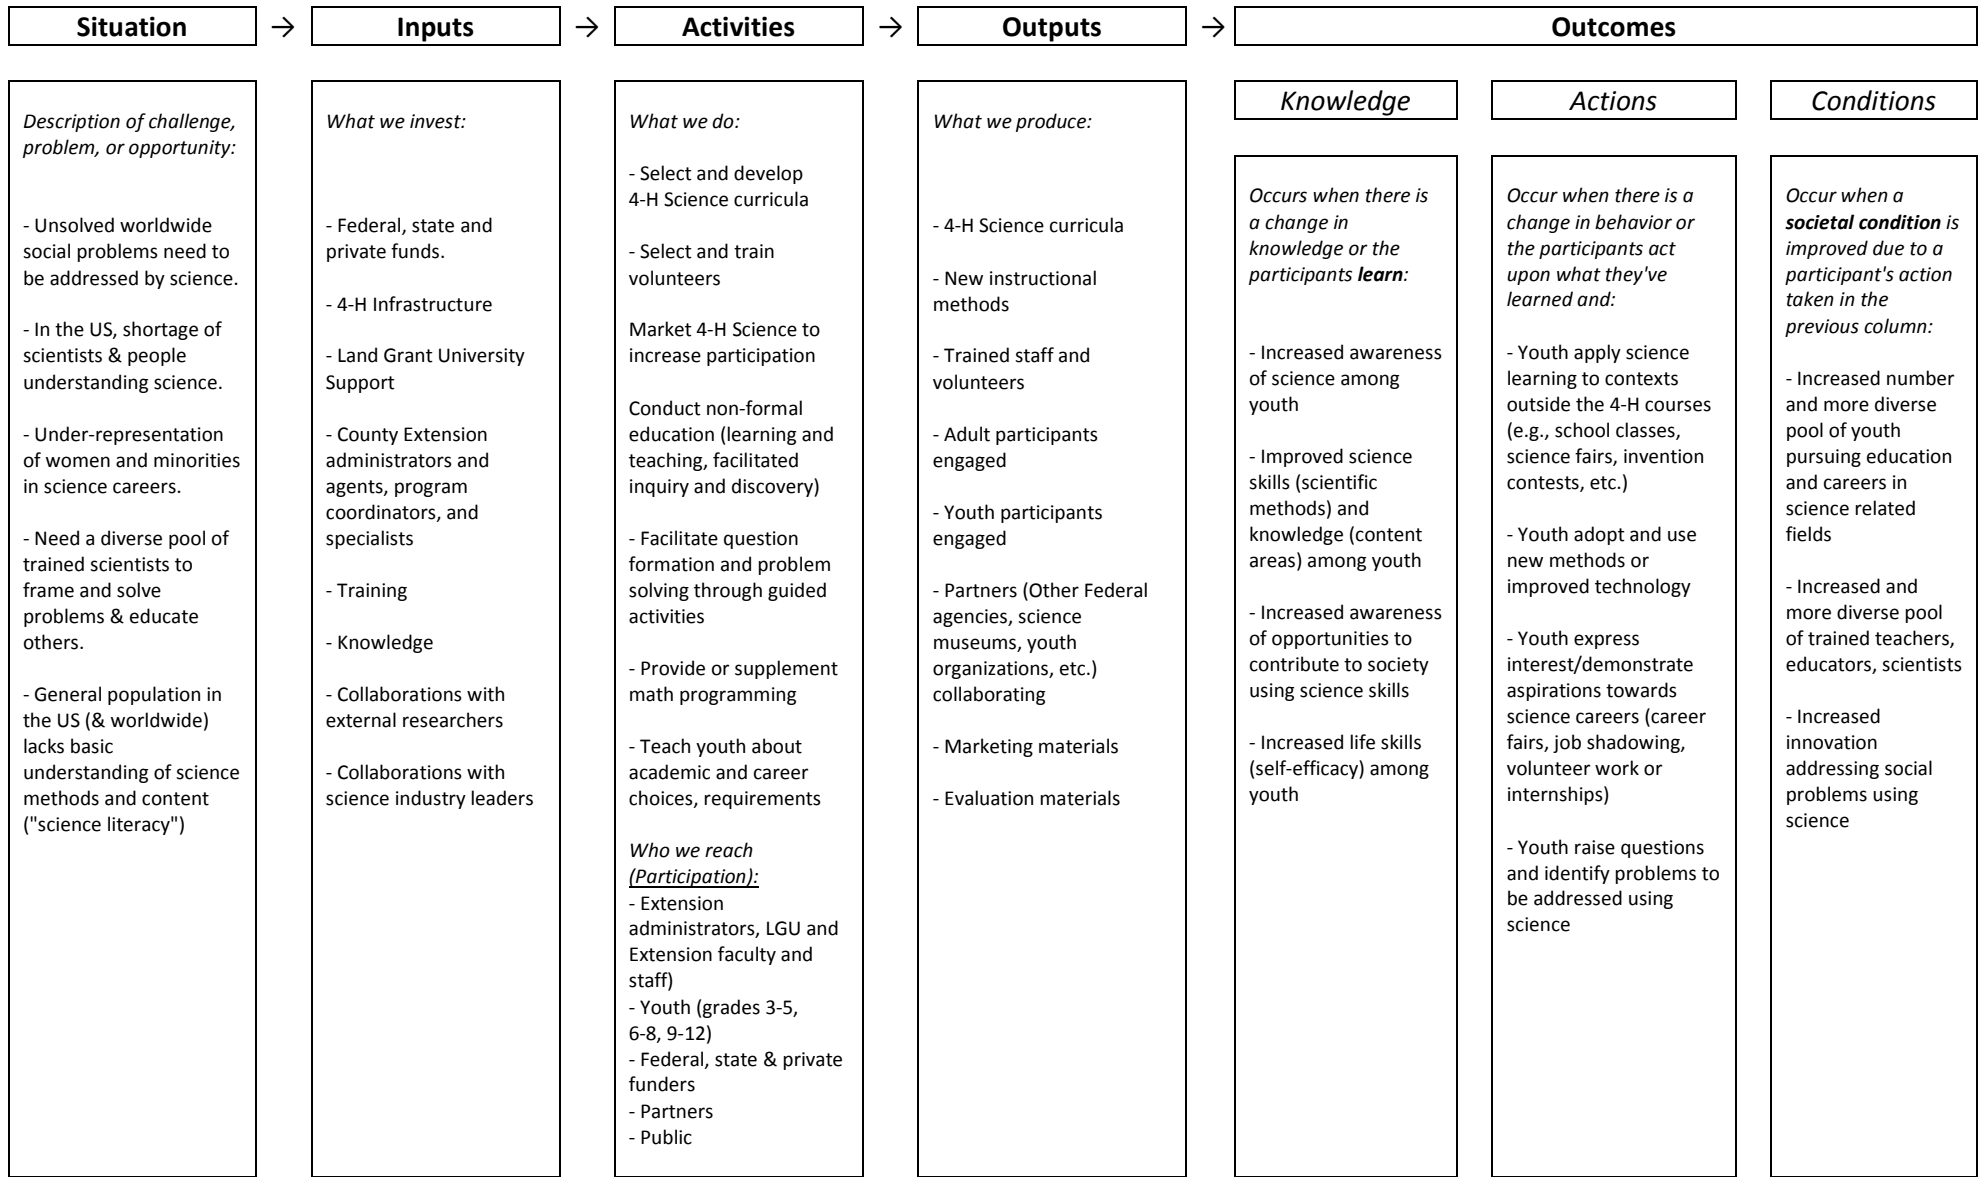 Situation → Inputs → Activities → Outputs → Outcomes
Description of challenge,
problem, or opportunity:
- Unsolved worldwide
social problems need to
be addressed by science.
- In the US, shortage of
scientists & people
understanding science.
- Under-representation
of women and minorities
in science careers.
- Need a diverse pool of
trained scientists to
frame and solve
problems & educate
others.
- General population in
the US (& worldwide)
lacks basic
understanding of science
methods and content
("science literacy")
What we invest:
- Federal, state and
private funds.
- 4-H Infrastructure
- Land Grant University
Support
- County Extension
administrators and
agents, program
coordinators, and
specialists
- Training
- Knowledge
- Collaborations with
external researchers
- Collaborations with
science industry leaders
What we do:
- Select and develop
4-H Science curricula
- Select and train
volunteers
Market 4-H Science to
increase participation
Conduct non-formal
education (learning and
teaching, facilitated
inquiry and discovery)
- Facilitate question
formation and problem
solving through guided
activities
- Provide or supplement
math programming
- Teach youth about
academic and career
choices, requirements
Who we reach
(Participation):
- Extension
administrators, LGU and
Extension faculty and
staff)
- Youth (grades 3-5,
6-8, 9-12)
- Federal, state & private
funders
- Partners
- Public
What we produce:
- 4-H Science curricula
- New instructional
methods
- Trained staff and
volunteers
- Adult participants
engaged
- Youth participants
engaged
- Partners (Other Federal
agencies, science
museums, youth
organizations, etc.)
collaborating
- Marketing materials
- Evaluation materials
Knowledge
Occurs when there is
a change in
knowledge or the
participants learn:
- Increased awareness
of science among
youth
- Improved science
skills (scientific
methods) and
knowledge (content
areas) among youth
- Increased awareness
of opportunities to
contribute to society
using science skills
- Increased life skills
(self-efficacy) among
youth
Actions
Occur when there is a
change in behavior or
the participants act
upon what they've
learned and:
- Youth apply science
learning to contexts
outside the 4-H courses
(e.g., school classes,
science fairs, invention
contests, etc.)
- Youth adopt and use
new methods or
improved technology
- Youth express
interest/demonstrate
aspirations towards
science careers (career
fairs, job shadowing,
volunteer work or
internships)
- Youth raise questions
and identify problems to
be addressed using
science
Conditions
Occur when a
societal condition is
improved due to a
participant's action
taken in the
previous column:
- Increased number
and more diverse
pool of youth
pursuing education
and careers in
science related
fields
- Increased and
more diverse pool
of trained teachers,
educators, scientists
- Increased
innovation
addressing social
problems using
science